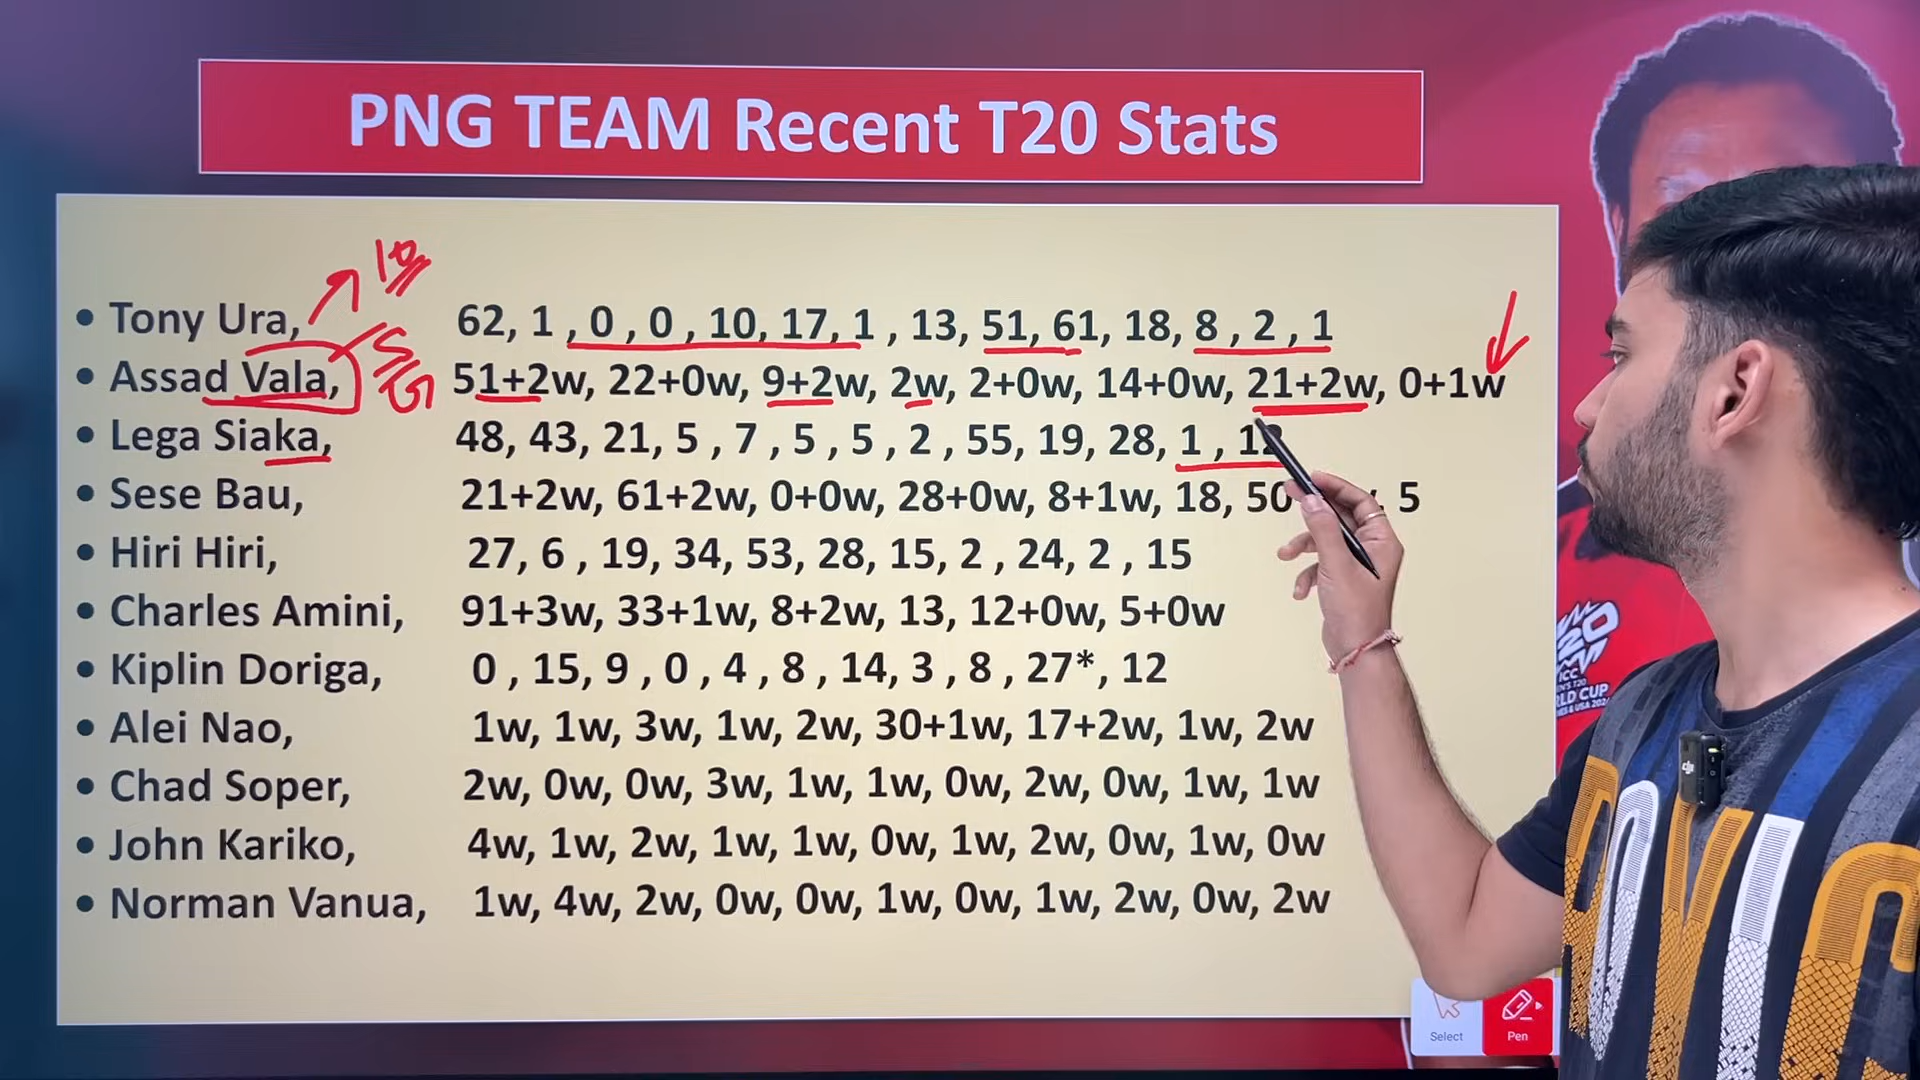 PNG TEAM Recent T20 Stats
• Tony Ura, 62, 1 , 0 , 0 , 10, 17, 1 , 13, 51, 61, 18, 8 , 2 , 1
• Assad Vala, 51+2w, 22+0w, 9+2w, 2w, 2+0w, 14+0w, 21+2w, 0+1w
• Lega Siaka, 48, 43, 21, 5 , 7 , 5 , 5 , 2 , 55, 19, 28, 1 ,
• Sese Bau, 21+2w, 61+2w, 0+0w, 28+0w, 8+1w, 18, 50 , 5
• Hiri Hiri, 27, 6 , 19, 34, 53, 28, 15, 2 , 24, 2 , 15
• Charles Amini, 91+3w, 33+1w, 8+2w, 13, 12+0w, 5+0w
• Kiplin Doriga, 0 , 15, 9 , 0 , 4 , 8 , 14, 3 , 8 , 27*, 12
• Alei Nao, 1w, 1w, 3w, 1w, 2w, 30+1w, 17+2w, 1w, 2w
• Chad Soper, 2w, 0w, 0w, 3w, 1w, 1w, 0w, 2w, 0w, 1w, 1w
• John Kariko, 4w, 1w, 2w, 1w, 1w, 0w, 1w, 2w, 0w, 1w, 0w
• Norman Vanua, 1w, 4w, 2w, 0w, 0w, 1w, 0w, 1w, 2w, 0w, 2w
Select Pen
T20
ICC
RLD CUP
dji